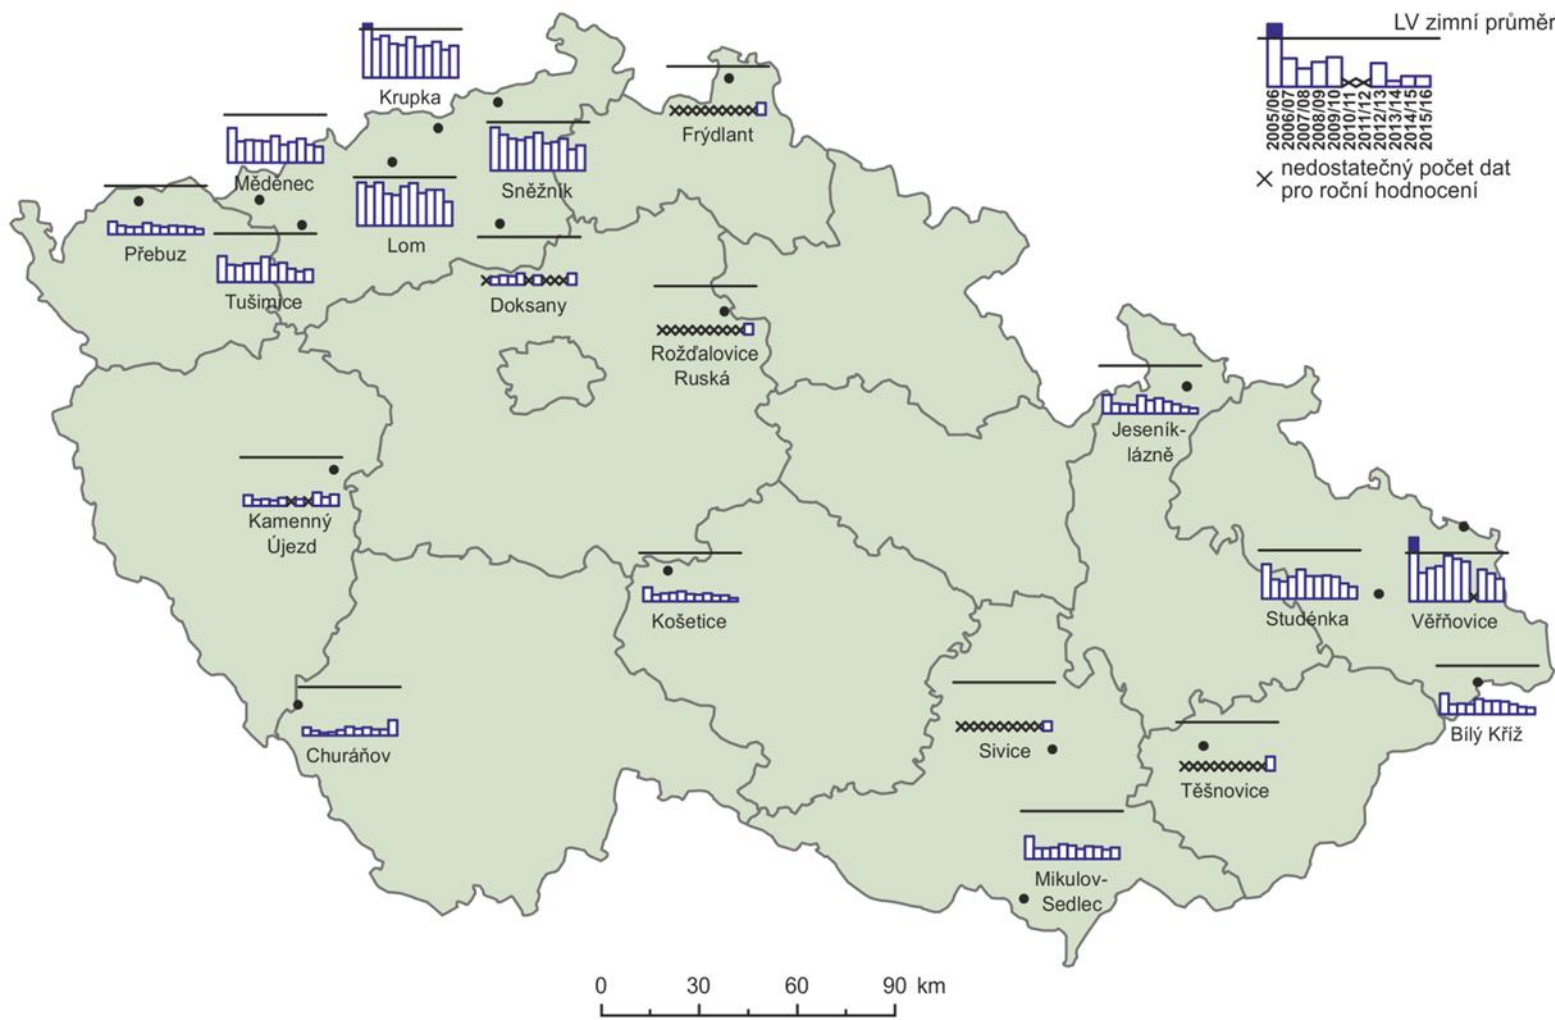 LV zimní průměr
2005/06
2006/07
2007/08
2008/09
2009/10
2010/11
2011/12
2012/13
2013/14
2014/15
2015/16
nedostatečný počet dat
pro roční hodnocení
Krupka
Frýdlant
Měděnec
Sněžník
Přebuz
Lom
Tušimice
Doksany
Rožďalovice
Ruská
Jeseník-
lázně
Kamenný
Újezd
Košetice
Studénka
Věřňovice
Churáňov
Sivice
Bílý Kříž
Těšnovice
Mikulov-
Sedlec
0 30 60 90 km